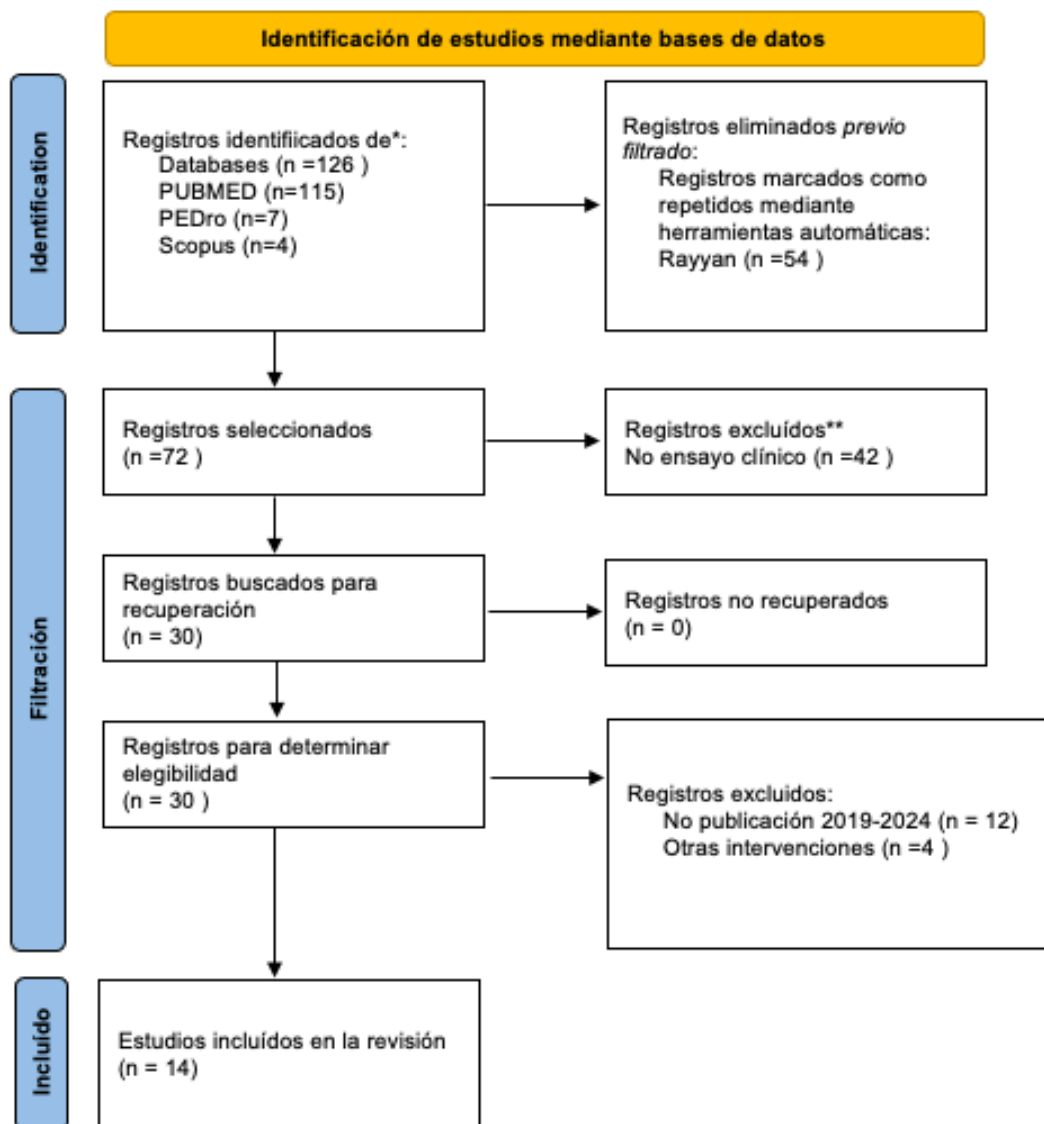 Identificación de estudios mediante bases de datos
Identification
Registros identifiicados de*:
Databases (n =126 )
PUBMED (n=115)
PEDro (n=7)
Scopus (n=4)
Registros eliminados previo
filtrado:
Registros marcados como
repetidos mediante
herramientas automáticas:
Rayyan (n =54 )
Filtración
Registros seleccionados
(n =72 )
Registros excluídos**
No ensayo clínico (n =42 )
Registros buscados para
recuperación
(n = 30)
Registros no recuperados
(n = 0)
Registros para determinar
elegibilidad
(n = 30 )
Registros excluidos:
No publicación 2019-2024 (n = 12)
Otras intervenciones (n =4 )
Incluído
Estudios incluídos en la revisión
(n = 14)